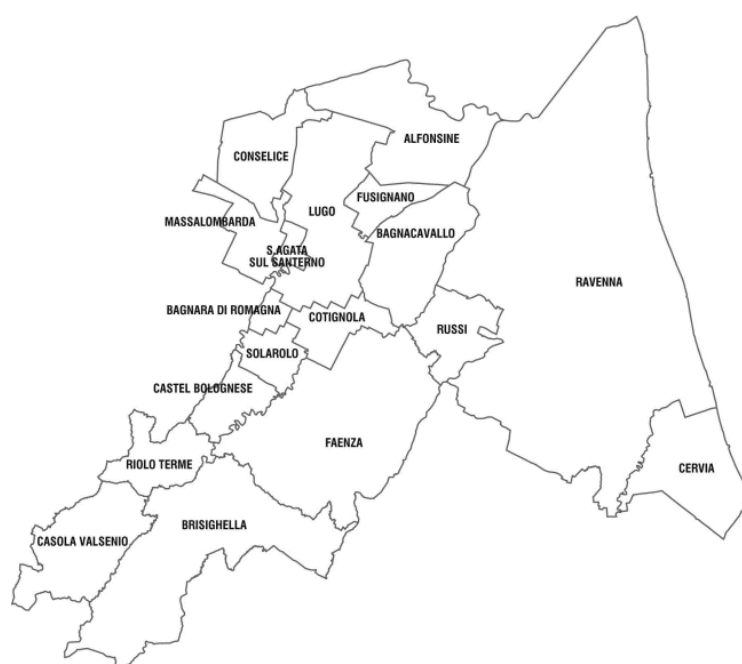 ALFONSINE
CONSELICE
FUSIGNANO
LUGO
MASSALOMBARDA
BAGNACAVALLO
S.AGATA
SUL SANTERNO
RAVENNA
BAGNARA DI ROMAGNA
COTIGNOLA
RUSSI
SOLAROLO
CASTEL BOLOGNESE
FAENZA
RIOLO TERME
CERVIA
BRISIGHELLA
CASOLA VALSENIO